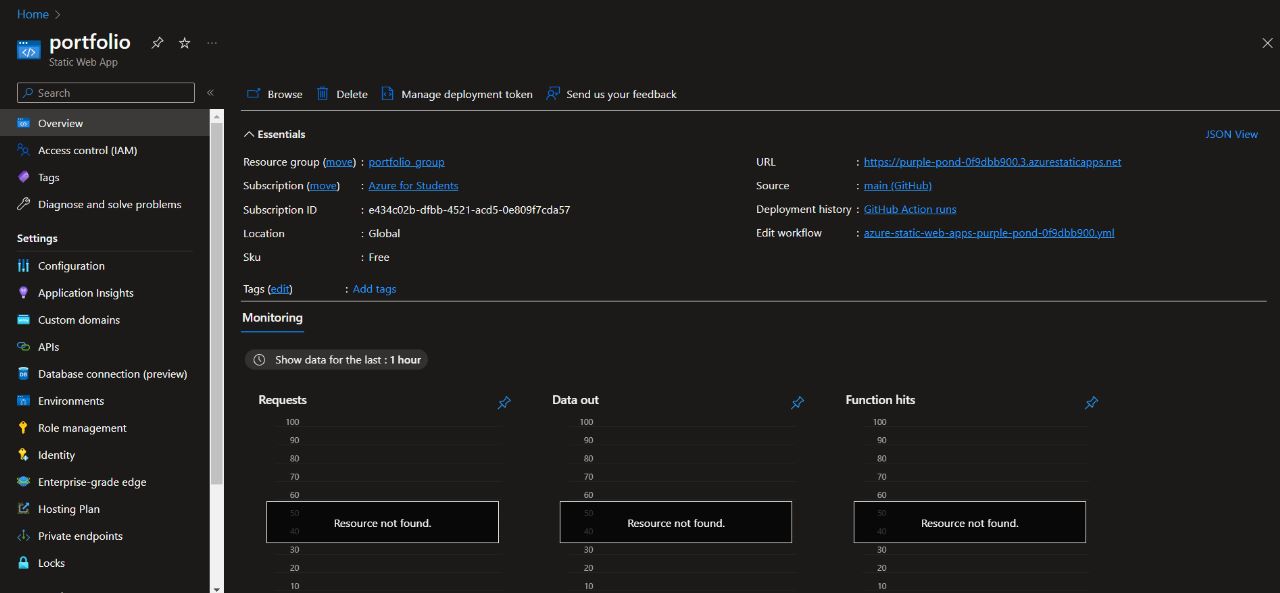 Home
portfolio
Static Web App
Search
Overview
Access control (IAM)
Tags
Diagnose and solve problems
Settings
Configuration
Application Insights
Custom domains
APIs
Database connection (preview)
Environments
Role management
Identity
Enterprise-grade edge
Hosting Plan
Private endpoints
Locks
Browse Delete Manage deployment token Send us your feedback
Essentials JSON View
Resource group (move) : portfolio_group
Subscription (move) : Azure for Students
Subscription ID : e434c02b-dfbb-4521-acd5-0e809f7cda57
Location : Global
Sku : Free
URL : https://purple-pond-0f9dbb900.3.azurestaticapps.net
Source : main (GitHub)
Deployment history : GitHub Action runs
Edit workflow : azure-static-web-apps-purple-pond-0f9dbb900.yml
Tags (edit) : Add tags
Monitoring
Show data for the last : 1 hour
Requests
100
90
80
70
60
50
40
Resource not found.
30
20
10
Data out
100
90
80
70
60
50
40
Resource not found.
30
20
10
Function hits
100
90
80
70
60
50
40
Resource not found.
30
20
10